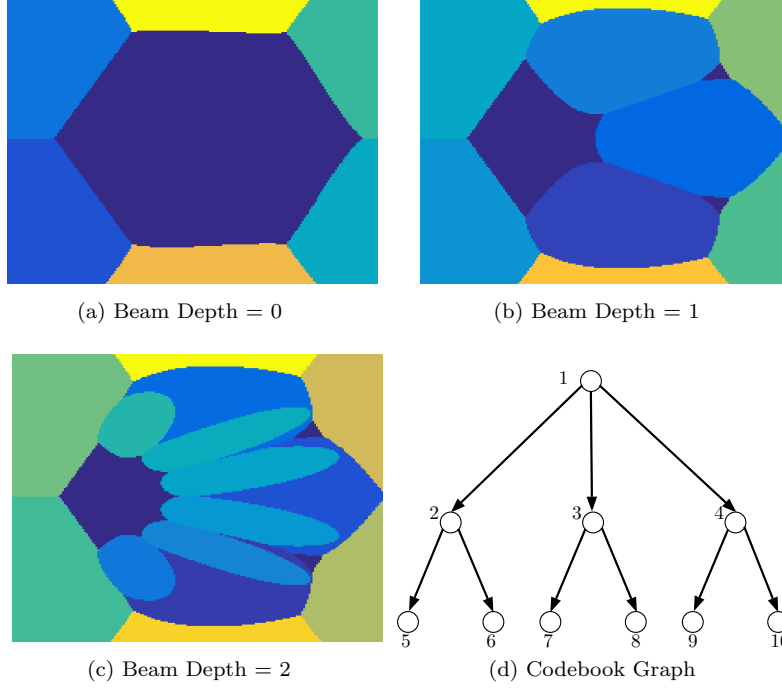 (a) Beam Depth = 0
(b) Beam Depth = 1
1
2
3
4
5
6
7
8
9
10
(c) Beam Depth = 2
(d) Codebook Graph